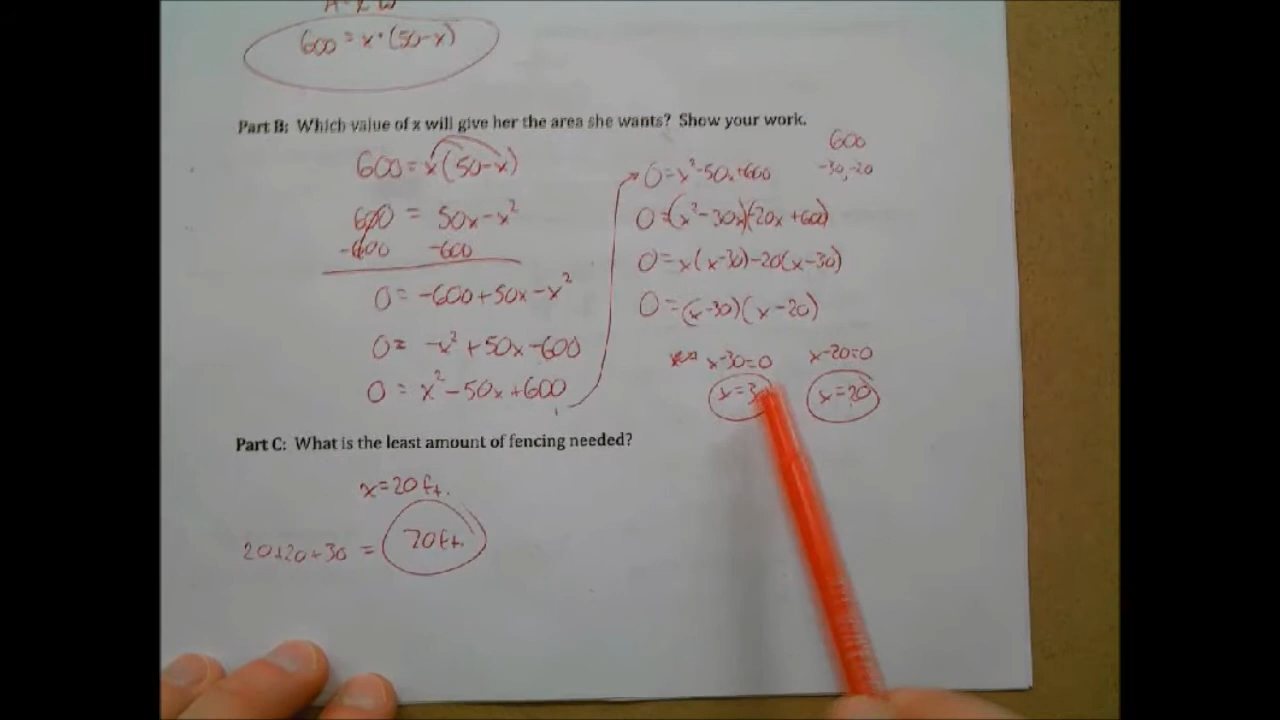 600 = x·(50-x)
Part B: Which value of x will give her the area she wants? Show your work.
600 = x(50-x)
600 = 50x-x²
-600 -600
0 = -600+50x-x²
0 = -x²+50x-600
0 = x²-50x+600
600
-30,-20
0=x²-50x+600
0=(x²-30x)(-20x+600)
0=x(x-30)-20(x-30)
0=(x-30)(x-20)
x-30=0 x-20=0
x=3 x=20
Part C: What is the least amount of fencing needed?
x=20ft.
20+20+30 = 70ft.